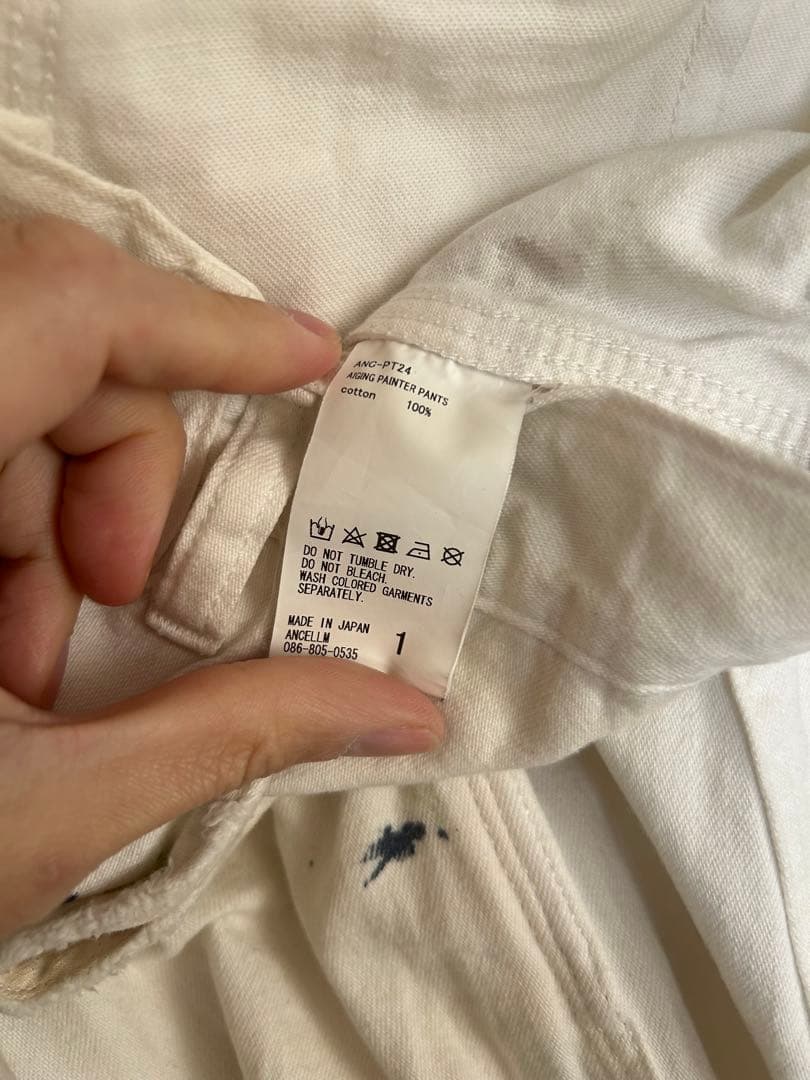 ANC-PT24
AIGING PAINTER PANTS
cotton 100%
DO NOT TUMBLE DRY.
DO NOT BLEACH.
WASH COLORED GARMENTS
SEPARATELY.
MADE IN JAPAN
ANCELLM
086-805-0535
1